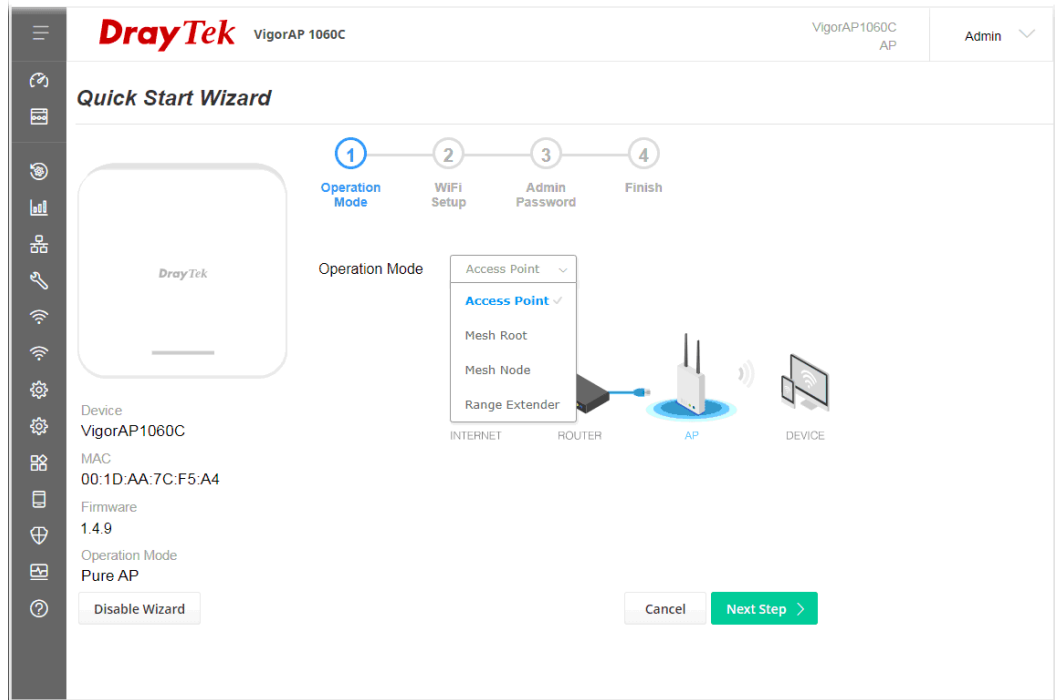 DrayTek VigorAP 1060C
VigorAP1060C
AP
Admin
Quick Start Wizard
1
2
3
4
Operation
Mode
WiFi
Setup
Admin
Password
Finish
DrayTek
Operation Mode
Access Point
Access Point
Mesh Root
Mesh Node
Range Extender
INTERNET
ROUTER
AP
DEVICE
Device
VigorAP1060C
MAC
00:1D:AA:7C:F5:A4
Firmware
1.4.9
Operation Mode
Pure AP
Disable Wizard
Cancel
Next Step